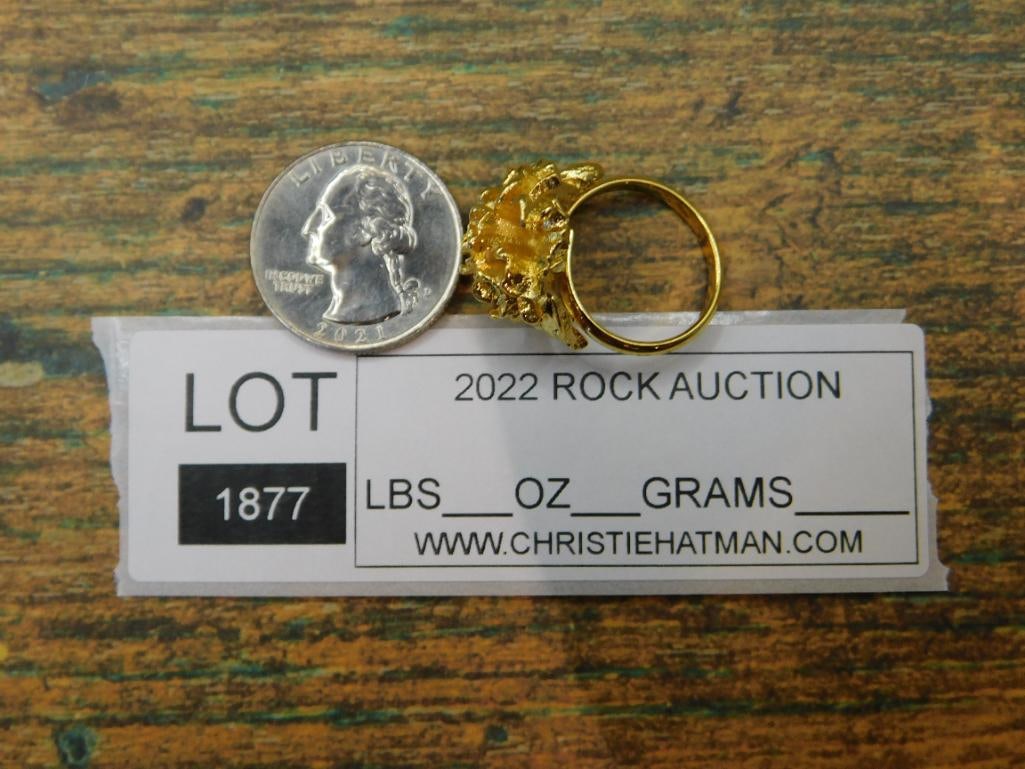 LIBERTY
IN GOD WE
TRUST
2021
LOT
1877
2022 ROCK AUCTION
LBS___OZ___GRAMS_____
WWW.CHRISTIEHATMAN.COM